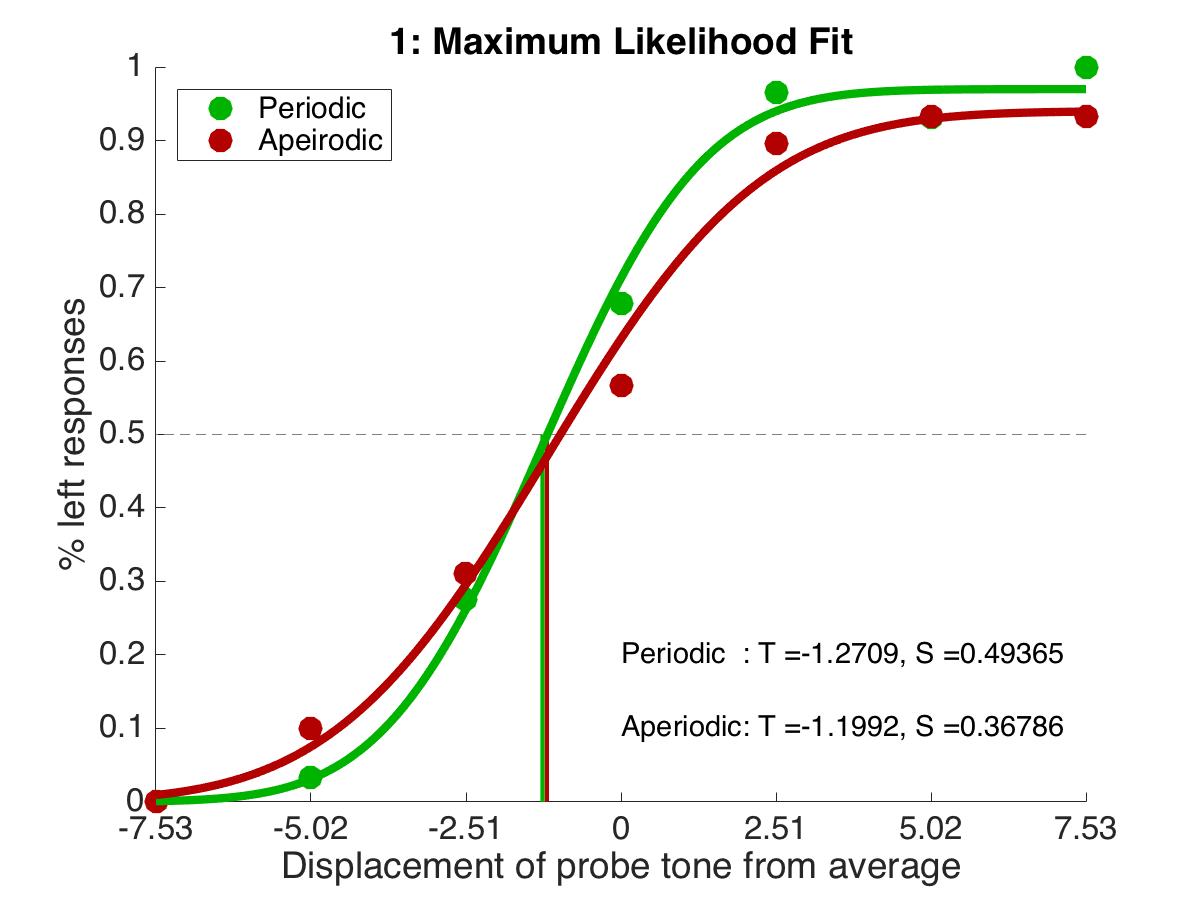 1: Maximum Likelihood Fit
Periodic
Apeirodic
1
0.9
0.8
0.7
0.6
0.5
0.4
0.3
0.2
0.1
0
% left responses
Periodic : T =-1.2709, S =0.49365
Aperiodic: T =-1.1992, S =0.36786
-7.53 -5.02 -2.51 0 2.51 5.02 7.53
Displacement of probe tone from average